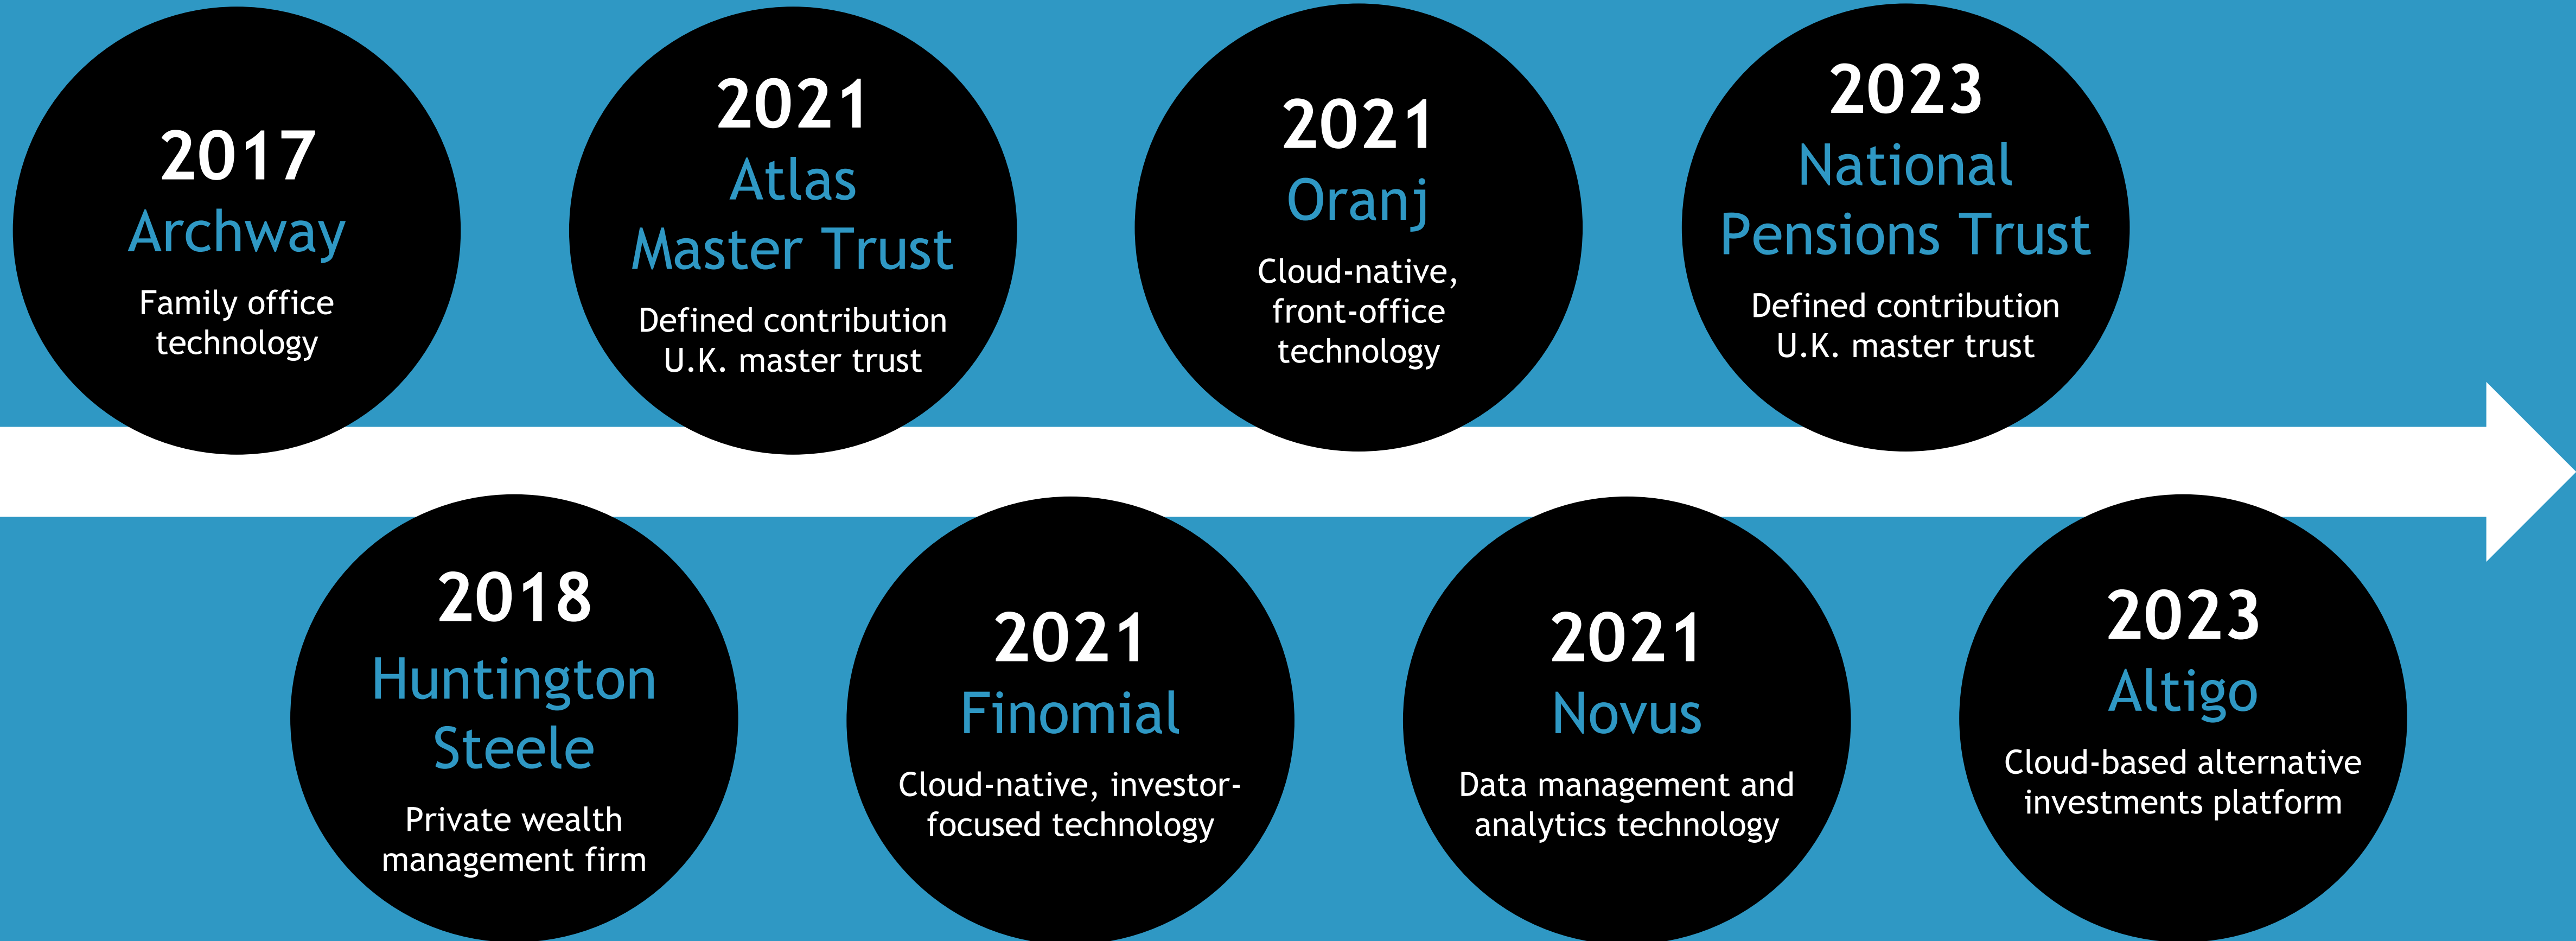 2017
Archway
Family office
technology
2018
Huntington
Steele
Private wealth
management firm
2021
Atlas
Master Trust
Defined contribution
U.K. master trust
2021
Finomial
Cloud-native, investor-
focused technology
2021
Oranj
Cloud-native,
front-office
technology
2021
Novus
Data management and
analytics technology
2023
National
Pensions Trust
Defined contribution
U.K. master trust
2023
Altigo
Cloud-based alternative
investments platform